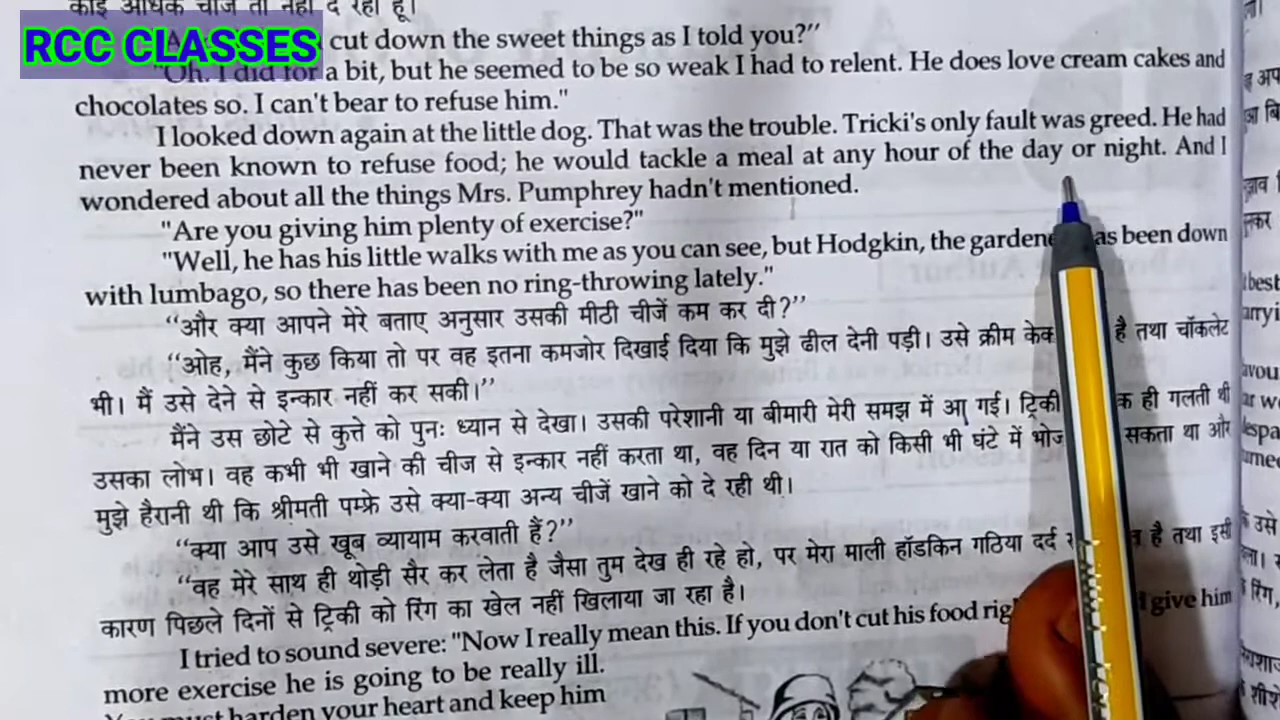 कोई अधिक चीज तो नहीं दे रही हूँ।
RCC CLASSES
cut down the sweet things as I told you?"
"Oh. I did for a bit, but he seemed to be so weak I had to relent. He does love cream cakes and
chocolates so. I can't bear to refuse him."
I looked down again at the little dog. That was the trouble. Tricki's only fault was greed. He had
never been known to refuse food; he would tackle a meal at any hour of the day or night. And I
wondered about all the things Mrs. Pumphrey hadn't mentioned.
"Are you giving him plenty of exercise?"
"Well, he has his little walks with me as you can see, but Hodgkin, the gardene as been down
with lumbago, so there has been no ring-throwing lately."
"और क्या आपने मेरे बताए अनुसार उसकी मीठी चीजें कम कर दी?"
"ओह, मैंने कुछ किया तो पर वह इतना कमजोर दिखाई दिया कि मुझे ढील देनी पड़ी। उसे क्रीम केक है तथा चॉकलेट
भी। मैं उसे देने से इन्कार नहीं कर सकी।"
मैंने उस छोटे से कुत्ते को पुनः ध्यान से देखा। उसकी परेशानी या बीमारी मेरी समझ में आ गई। ट्रिकी क ही गलती थी
उसका लोभ। वह कभी भी खाने की चीज से इन्कार नहीं करता था, वह दिन या रात को किसी भी घंटे में भोज सकता था और
मुझे हैरानी थी कि श्रीमती पम्फ्रे उसे क्या-क्या अन्य चीजें खाने को दे रही थी।
"क्या आप उसे खूब व्यायाम करवाती हैं?"
"वह मेरे साथ ही थोड़ी सैर कर लेता है जैसा तुम देख ही रहे हो, पर मेरा माली हॉडकिन गठिया दर्द है तथा इसी
कारण पिछले दिनों से ट्रिकी को रिंग का खेल नहीं खिलाया जा रहा है।
I tried to sound severe: "Now I really mean this. If you don't cut his food rig give him
more exercise he is going to be really ill.
You must harden your heart and keep him